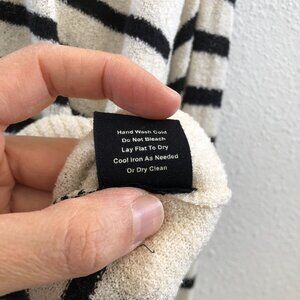 Hand Wash Cold
Do Not Bleach
Lay Flat To Dry
Cool Iron As Needed
Or Dry Clean